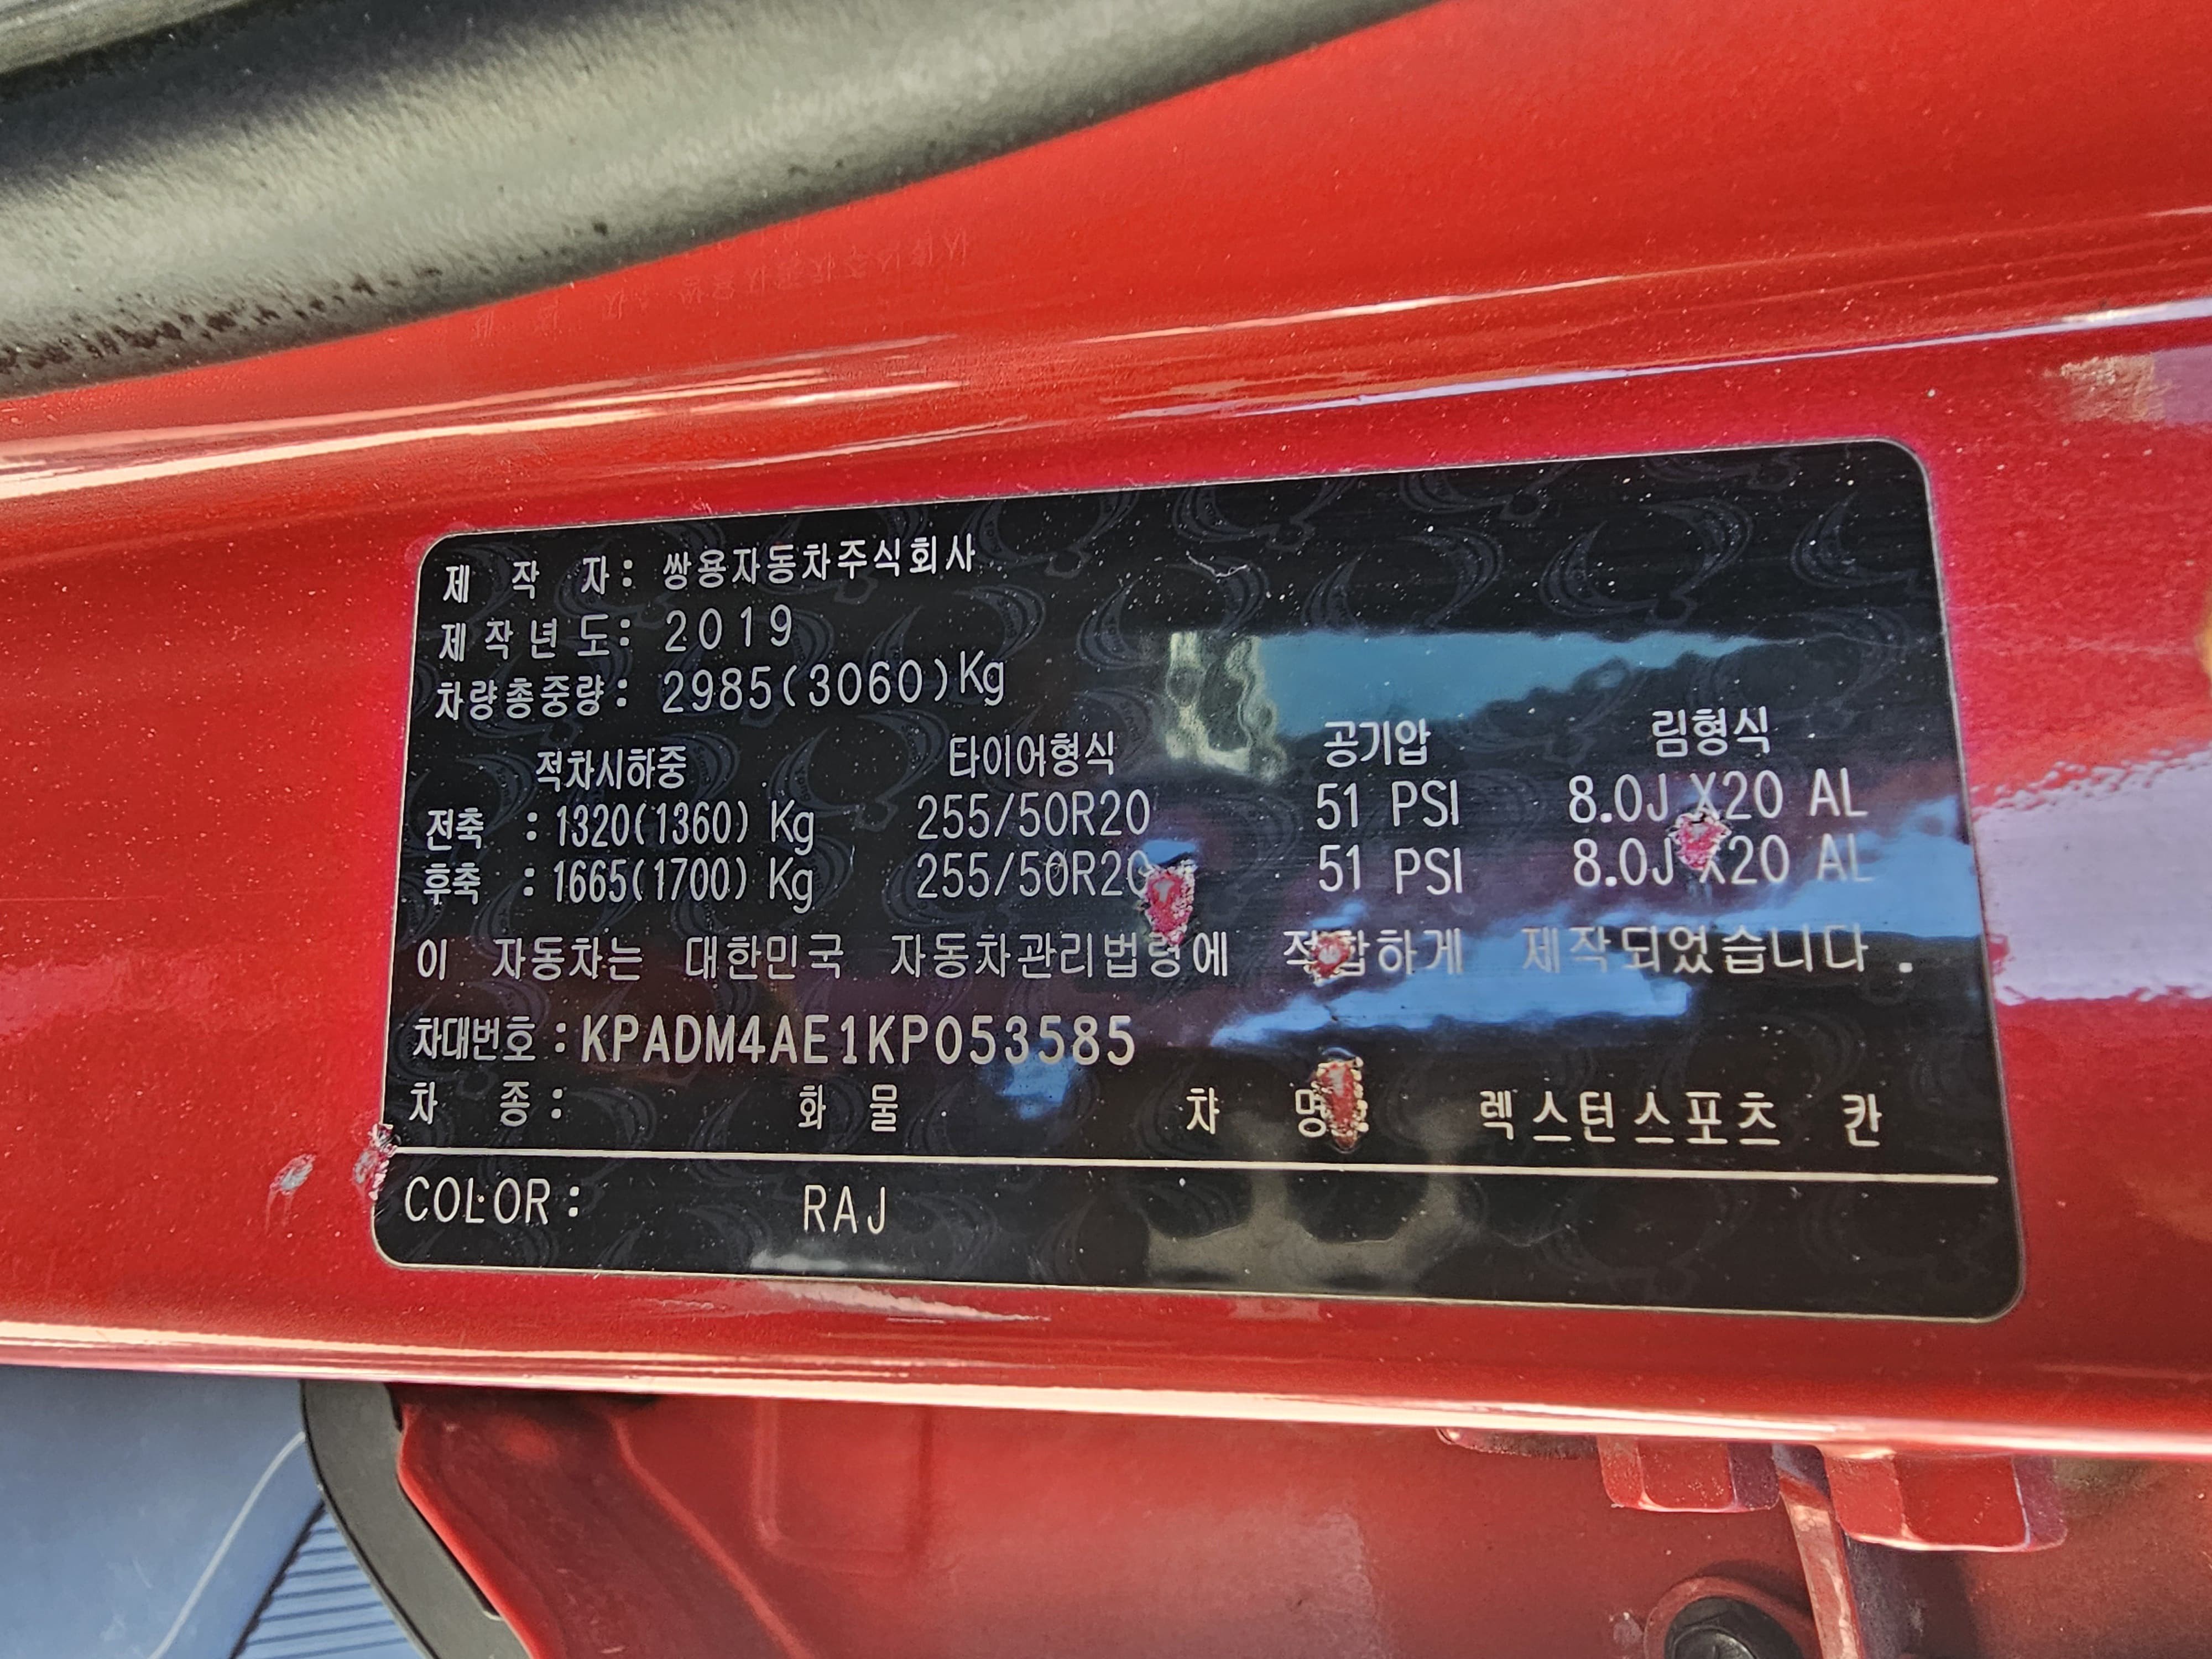 제 작 자: 쌍용자동차주식회사
제작년도: 2019
차량총중량: 2985(3060)Kg
적차시하중 타이어형식 공기압 림형식
전축 : 1320(1360) Kg 255/50R20 51 PSI 8.0J X20 AL
후축 : 1665(1700) Kg 255/50R20 51 PSI 8.0J X20 AL
이 자동차는 대한민국 자동차관리법령에 적합하게 제작되었습니다.
차대번호:KPADM4AE1KP053585
차 종: 화 물 차 명 렉스턴스포츠 칸
COLOR: RAJ